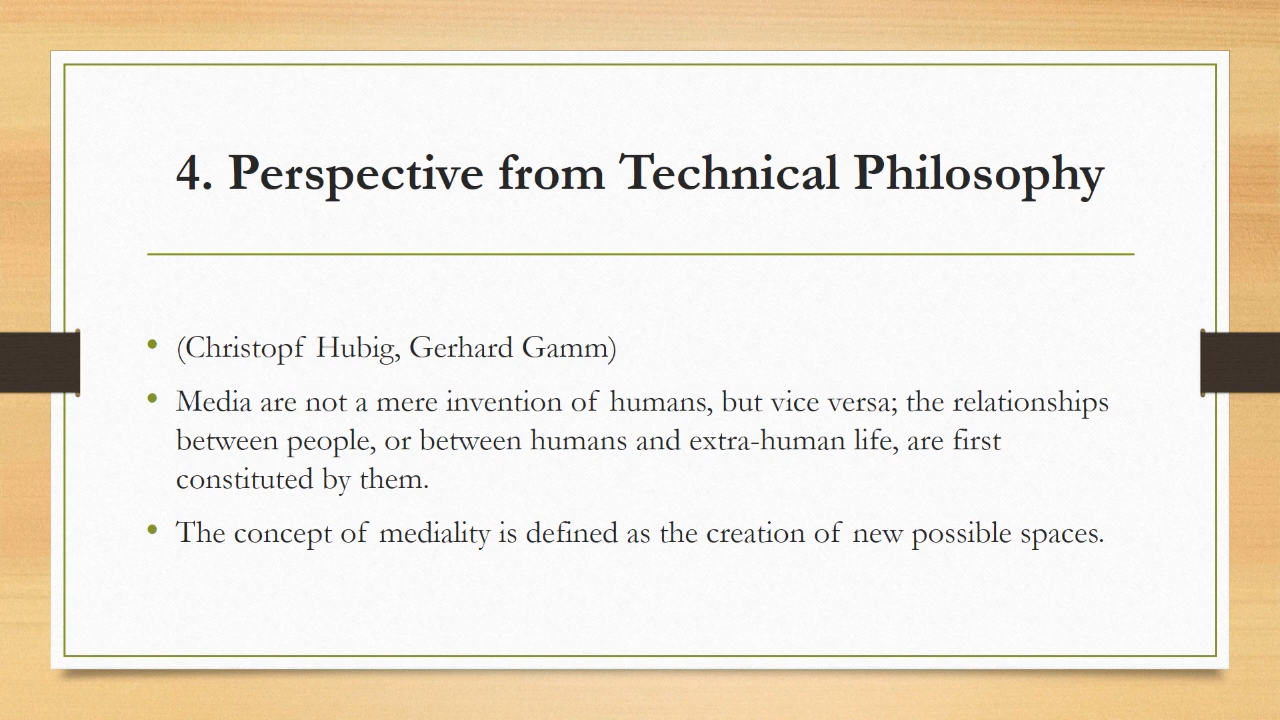 4. Perspective from Technical Philosophy
• (Christopf Hubig, Gerhard Gamm)
• Media are not a mere invention of humans, but vice versa; the relationships
between people, or between humans and extra-human life, are first
constituted by them.
• The concept of mediality is defined as the creation of new possible spaces.